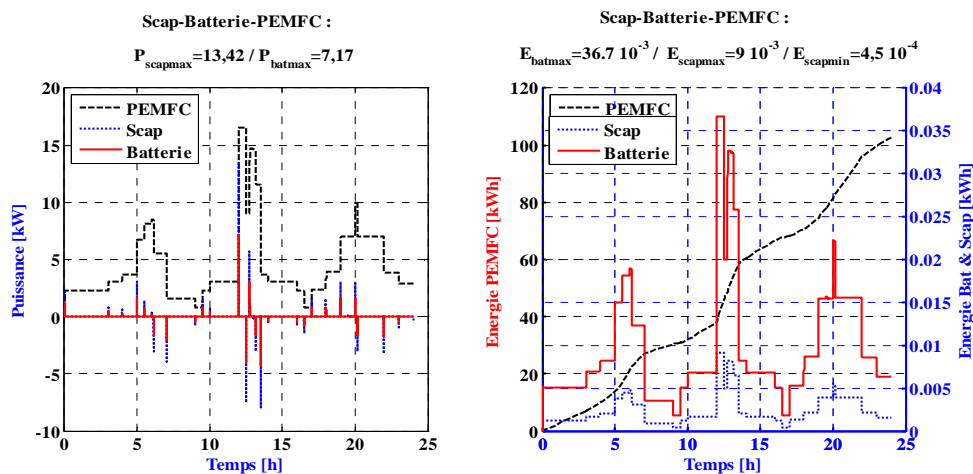 Scap-Batterie-PEMFC :
P_scapmax=13,42 / P_batmax=7,17
20
15
10
5
0
-5
-10
Puissance [kW]
PEMFC
Scap
Batterie
0 5 10 15 20 25
Temps [h]
Scap-Batterie-PEMFC :
E_batmax=36.7 10^-3 / E_scapmax=9 10^-3 / E_scapmin=4,5 10^-4
120
100
80
60
40
20
0
Energie PEMFC [kWh]
PEMFC
Scap
Batterie
0 5 10 15 20 25
Temps [h]
0.04
0.035
0.03
0.025
0.02
0.015
0.01
0.005
0
Energie Bat & Scap [kWh]